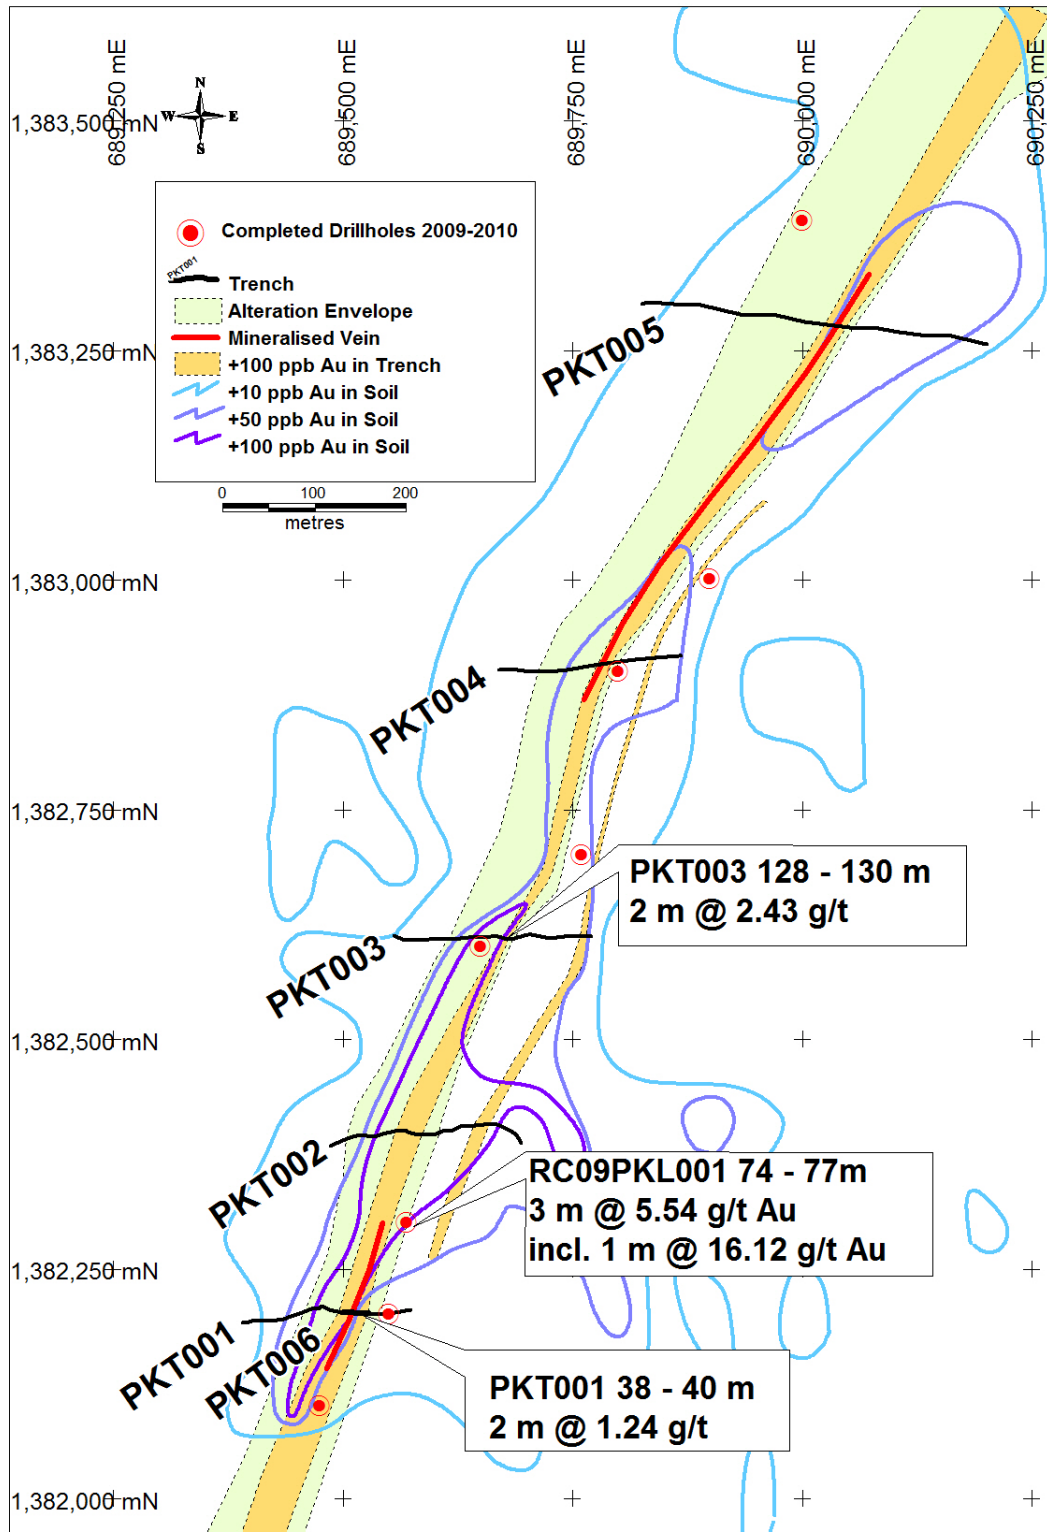 689,250 mE
689,500 mE
689,750 mE
690,000 mE
690,250 mE
1,383,500 mN
N
W E
S
Completed Drillholes 2009-2010
PKT001
Trench
Alteration Envelope
Mineralised Vein
+100 ppb Au in Trench
+10 ppb Au in Soil
+50 ppb Au in Soil
+100 ppb Au in Soil
0 100 200
metres
PKT005
1,383,250 mN
1,383,000 mN
PKT004
1,382,750 mN
PKT003 128 - 130 m
2 m @ 2.43 g/t
PKT003
1,382,500 mN
PKT002
RC09PKL001 74 - 77m
3 m @ 5.54 g/t Au
incl. 1 m @ 16.12 g/t Au
1,382,250 mN
PKT001
PKT006
PKT001 38 - 40 m
2 m @ 1.24 g/t
1,382,000 mN